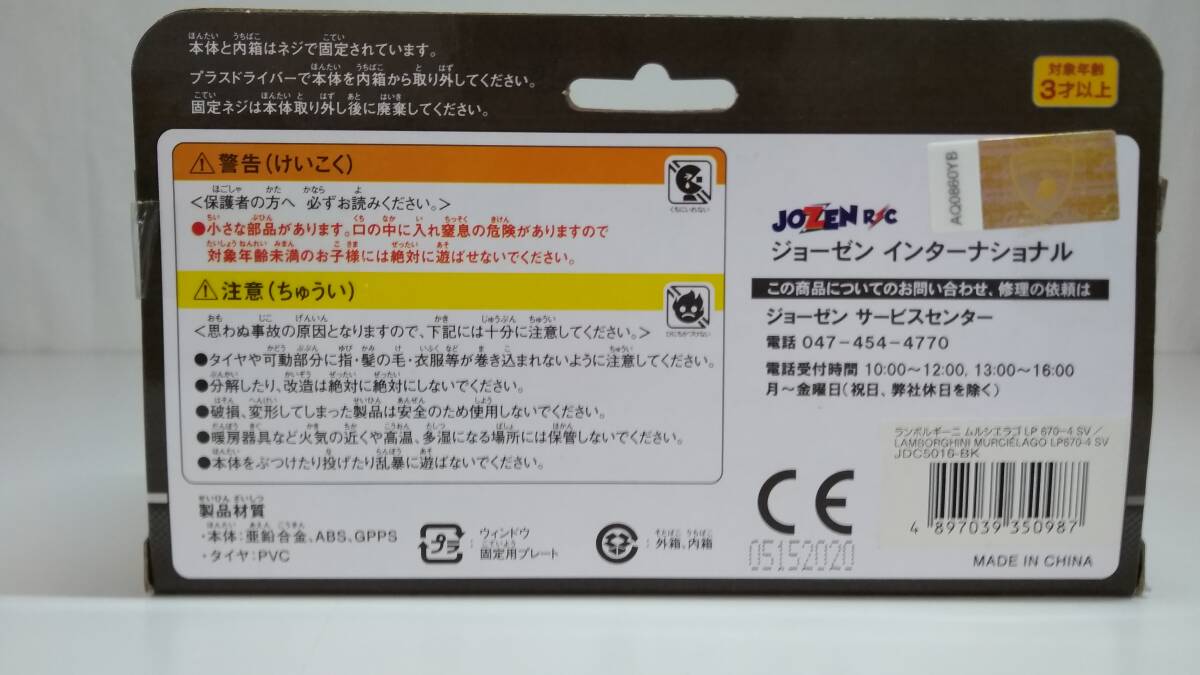 本体と内箱はネジで固定されています。
プラスドライバーで本体を内箱から取り外してください。
固定ネジは本体取り外し後に廃棄してください。
対象年齢
3才以上
⚠警告(けいこく)
<保護者の方へ 必ずお読みください。>
●小さな部品があります。口の中に入れ窒息の危険がありますので
対象年齢未満のお子様には絶対に遊ばせないでください。
くちにいれない
⚠注意(ちゅうい)
<思わぬ事故の原因となりますので、下記には十分に注意してください。>
●タイヤや可動部分に指・髪の毛・衣服等が巻き込まれないように注意してください。
●分解したり、改造は絶対に絶対にしないでください。
●破損、変形してしまった製品は安全のため使用しないでください。
●暖房器具など火気の近くや高温、多湿になる場所には保管しないでください。
●本体をぶつけたり投げたり乱暴に遊ばないでください。
ひにちかづけない
製品材質
・本体:亜鉛合金、ABS、GPPS
・タイヤ:PVC
プラ
ウィンドウ
固定用プレート
外箱、内箱
AQ0860YB
JOZEN R/C
ジョーゼン インターナショナル
この商品についてのお問い合わせ、修理の依頼は
ジョーゼン サービスセンター
電話 047-454-4770
電話受付時間 10:00〜12:00, 13:00〜16:00
月〜金曜日(祝日、弊社休日を除く)
ランボルギーニ ムルシエラゴ LP 670-4 SV/
LAMBORGHINI MURCIÉLAGO LP670-4 SV
JDC5016-BK
4 897039 350987
CE
05152020
MADE IN CHINA